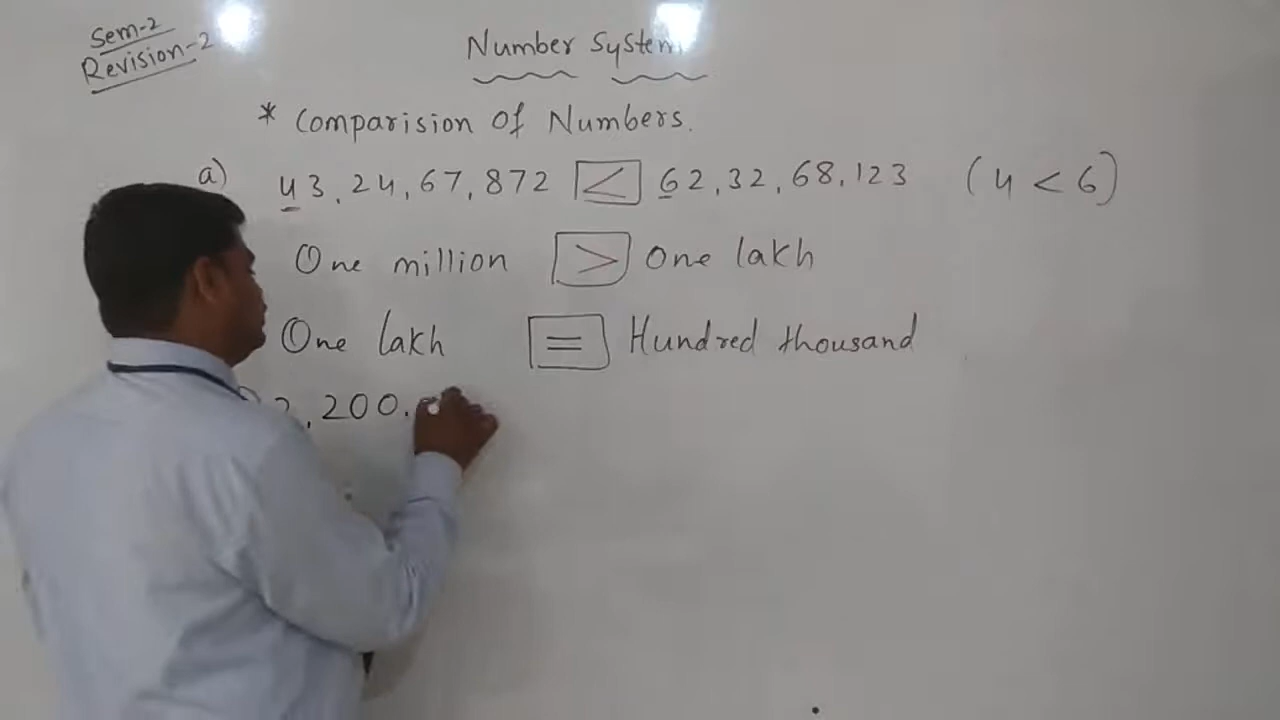 Sem-2
Revision-2
Number System
* Comparision Of Numbers.
a) 43,24,67,872 < 62,32,68,123 (4 < 6)
One million > One lakh
One lakh = Hundred thousand
2,200,